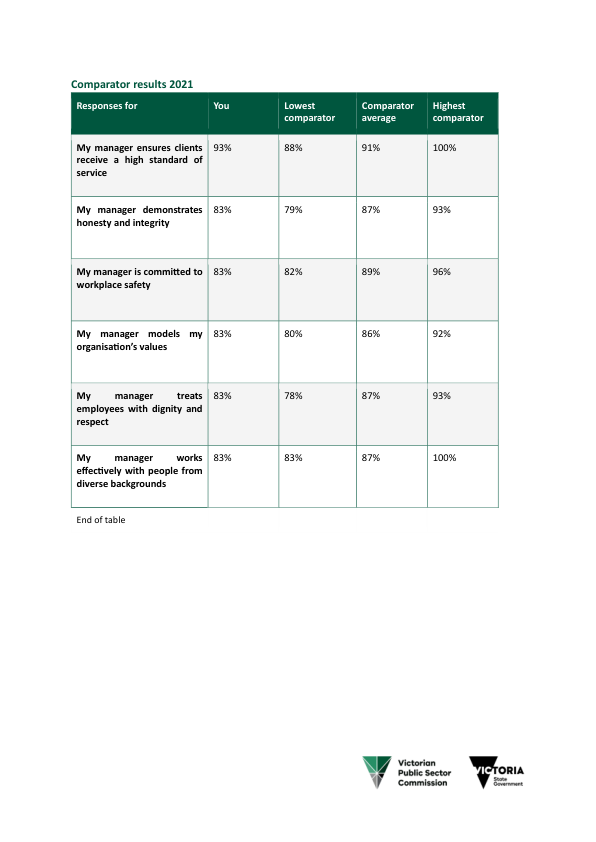 Comparator results 2021
Responses for You Lowest comparator Comparator average Highest comparator
My manager ensures clients receive a high standard of service 93% 88% 91% 100%
My manager demonstrates honesty and integrity 83% 79% 87% 93%
My manager is committed to workplace safety 83% 82% 89% 96%
My manager models my organisation's values 83% 80% 86% 92%
My manager treats employees with dignity and respect 83% 78% 87% 93%
My manager works effectively with people from diverse backgrounds 83% 83% 87% 100%
End of table
Victorian
Public Sector
Commission
VICTORIA
State
Government